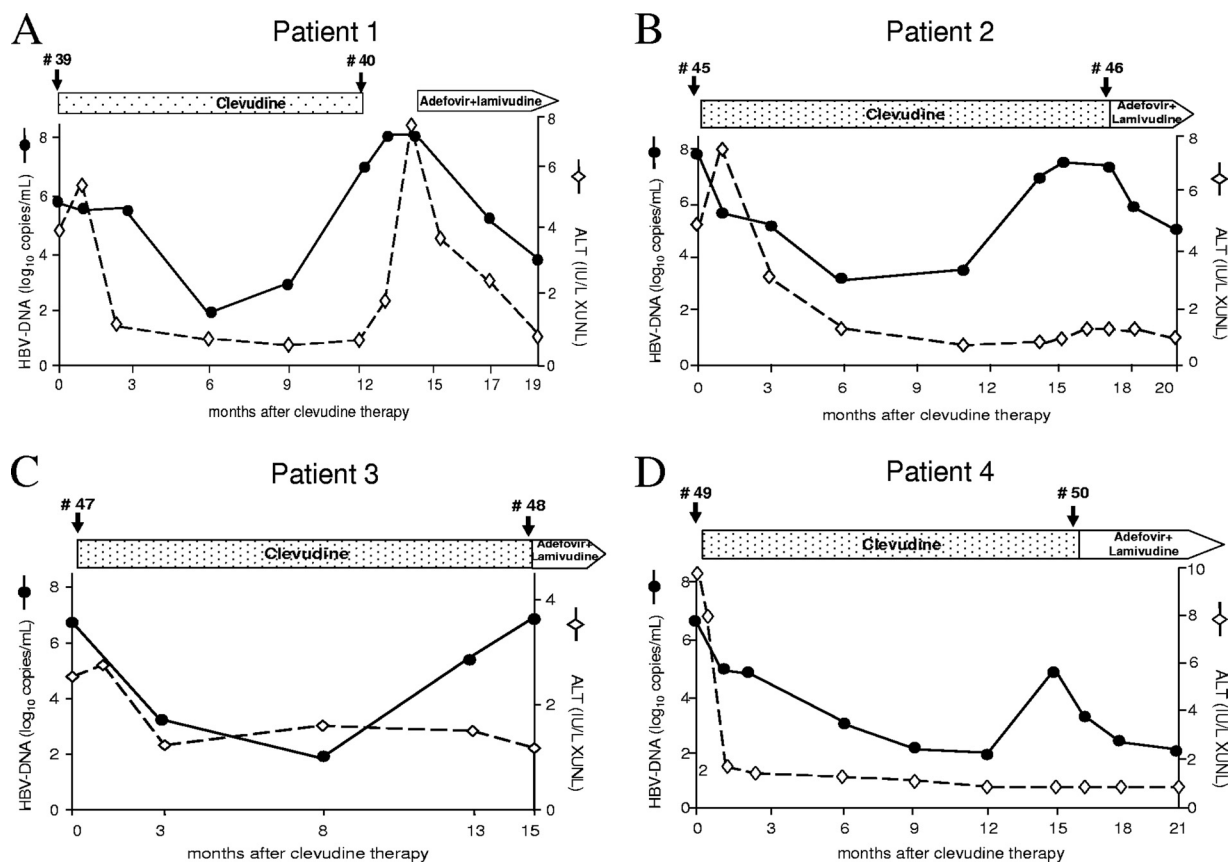 A
Patient 1
# 39
# 40
Clevudine
Adefovir+lamivudine
HBV-DNA (log10 copies/mL)
8
6
4
2
0
8
6
4
2
0
ALT (IU/L XUNL)
0 3 6 9 12 15 17 19
months after clevudine therapy
B
Patient 2
# 45
# 46
Clevudine
Adefovir+
Lamivudine
HBV-DNA (log10 copies/mL)
8
6
4
2
0
8
6
4
2
0
ALT (IU/L XUNL)
0 3 6 9 12 16 18 20
months after clevudine therapy
C
Patient 3
# 47
# 48
Clevudine
Adefovir+
Lamivudine
HBV-DNA (log10 copies/mL)
8
6
4
2
0
4
2
0
ALT (IU/L XUNL)
0 3 8 13 15
months after clevudine therapy
D
Patient 4
# 49
# 50
Clevudine
Adefovir+
Lamivudine
HBV-DNA (log10 copies/mL)
8
6
4
2
0
2
10
8
6
4
2
0
ALT (IU/L XUNL)
0 3 6 9 12 15 16 18 21
months after clevudine therapy